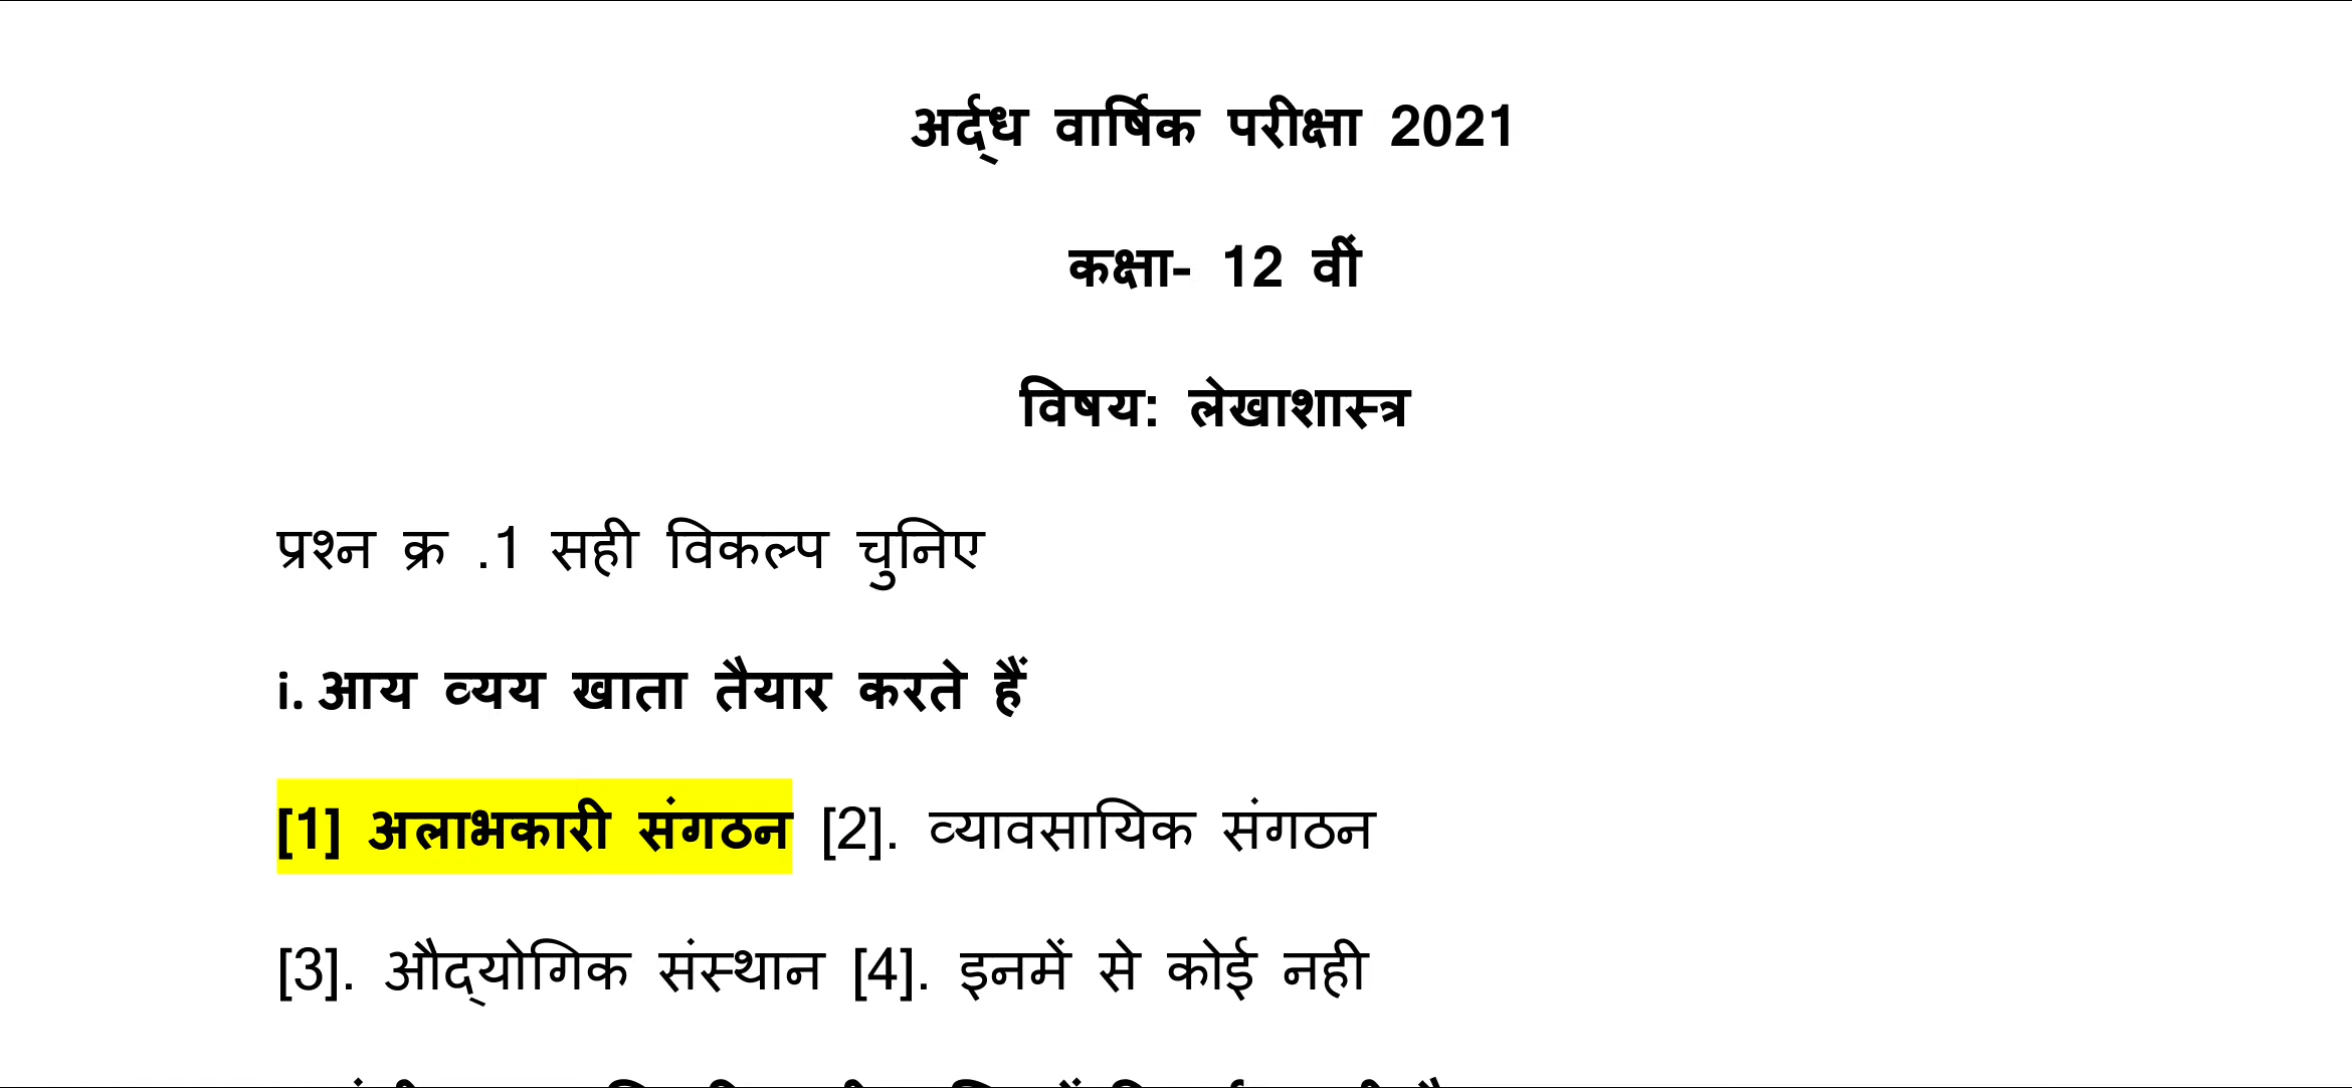 अर्द्ध वार्षिक परीक्षा 2021
कक्षा- 12 वीं
विषय: लेखाशास्त्र
प्रश्न क्र .1 सही विकल्प चुनिए
i. आय व्यय खाता तैयार करते हैं
[1] अलाभकारी संगठन [2]. व्यावसायिक संगठन
[3]. औद्योगिक संस्थान [4]. इनमें से कोई नही